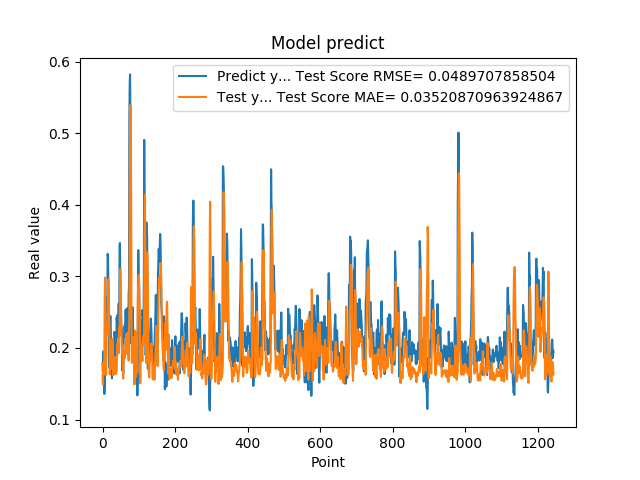 Model predict
Predict y... Test Score RMSE= 0.0489707858504
Test y... Test Score MAE= 0.03520870963924867
0.6
0.5
0.4
0.3
0.2
0.1
Real value
0 200 400 600 800 1000 1200
Point